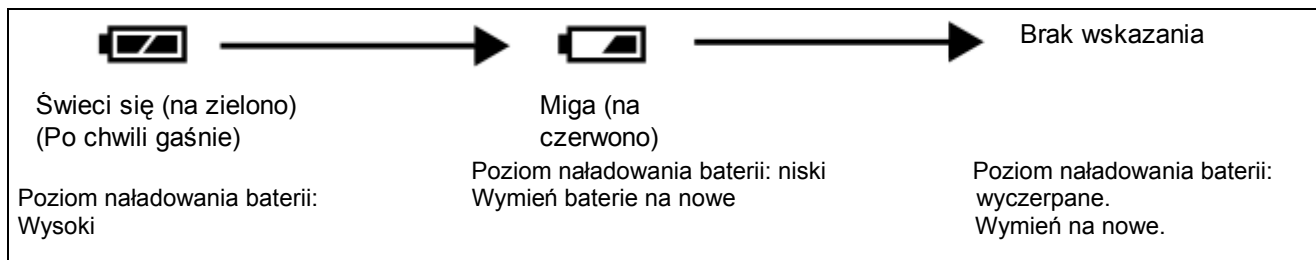 Brak wskazania
Świeci się (na zielono)
(Po chwili gaśnie)
Miga (na
czerwono)
Poziom naładowania baterii:
Wysoki
Poziom naładowania baterii: niski
Wymień baterie na nowe
Poziom naładowania baterii:
wyczerpane.
Wymień na nowe.